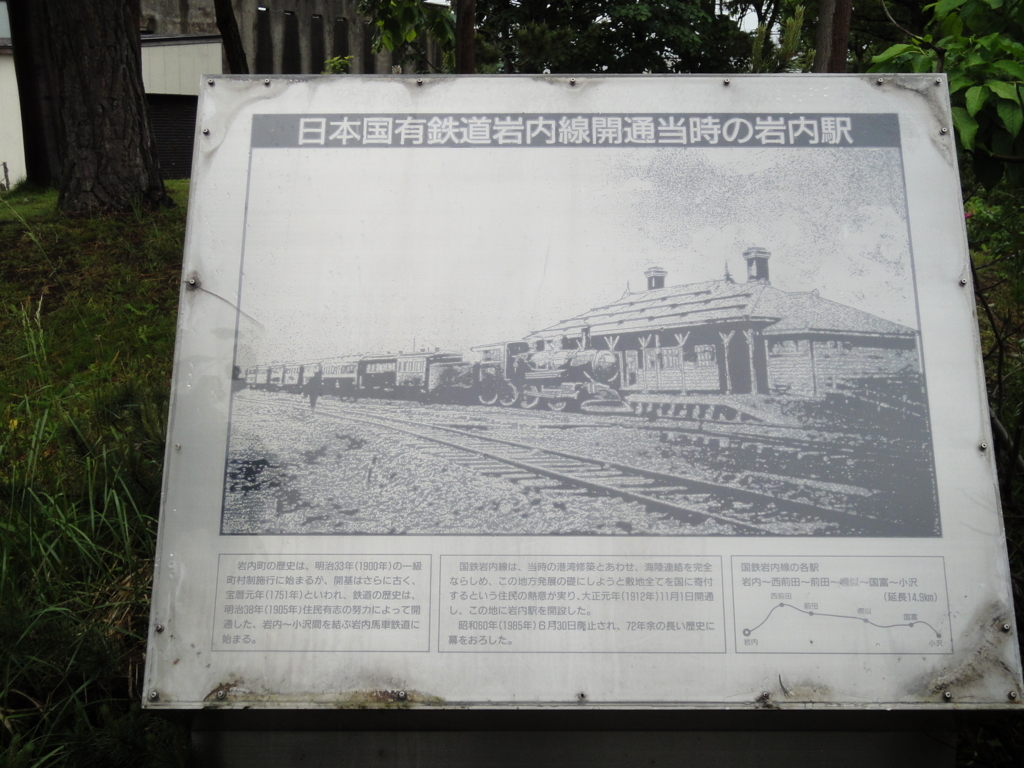 日本国有鉄道岩内線開通当時の岩内駅
岩内町の歴史は、明治33年(1900年)の一級
町村制施行に始まるが、開基はさらに古く、
宝暦元年(1751年)といわれ、鉄道の歴史は、
明治38年(1905年)住民有志の努力によって開
通した、岩内〜小沢間を結ぶ岩内馬車鉄道に
始まる。
国鉄岩内線は、当時の港湾修築とあわせ、海陸連絡を完全
ならしめ、この地方発展の礎にしようと敷地全てを国に寄付
するという住民の熱意が実り、大正元年(1912年)11月1日開通
し、この地に岩内駅を開設した。
昭和60年(1985年)6月30日廃止され、72年余の長い歴史に
幕をおろした。
国鉄岩内線の各駅
岩内〜西前田〜前田〜幌似〜国富〜小沢
(延長14.9km)
西前田
前田
幌似
国富
岩内
小沢